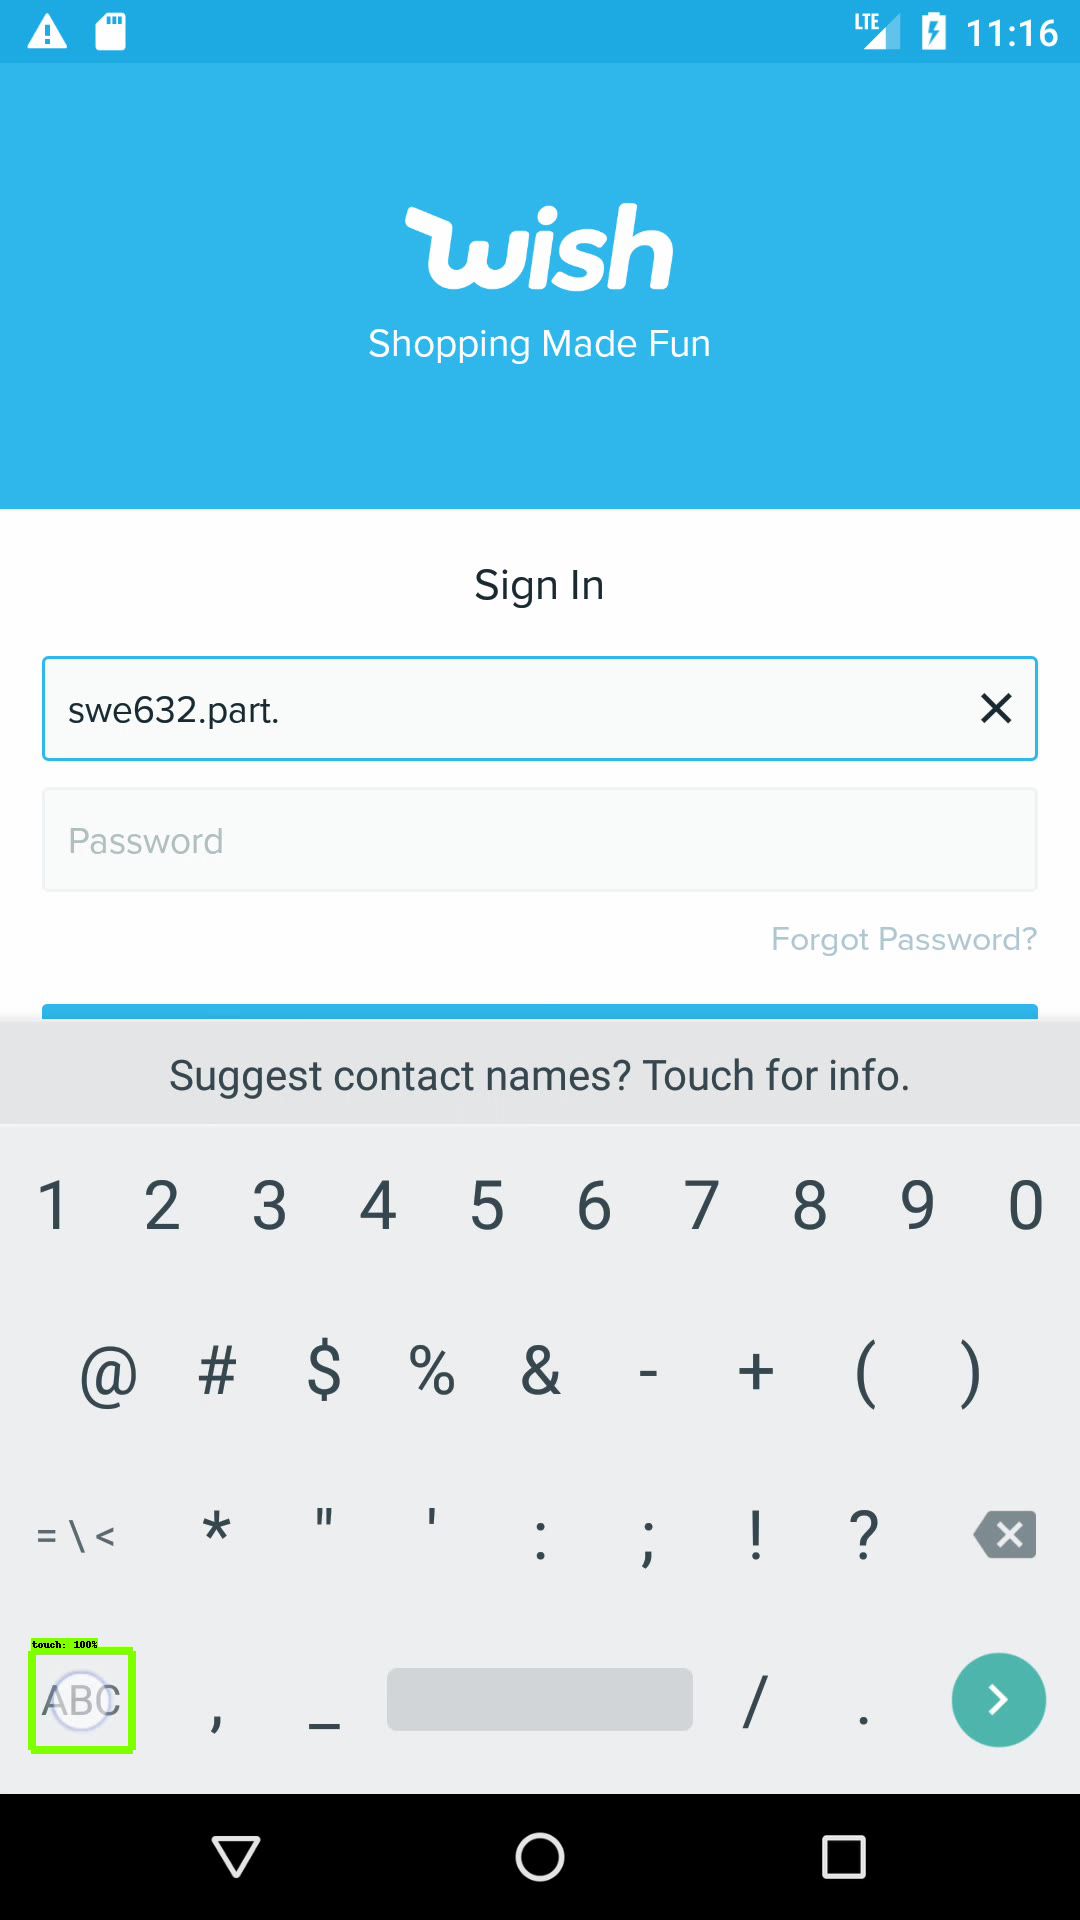 LTE 11:16
wish
Shopping Made Fun
Sign In
swe632.part.
Password
Forgot Password?
Suggest contact names? Touch for info.
1 2 3 4 5 6 7 8 9 0
@ # $ % & - + ( )
= \ < * " ' : ; ! ?
touch: 100%
ABC , _ / .